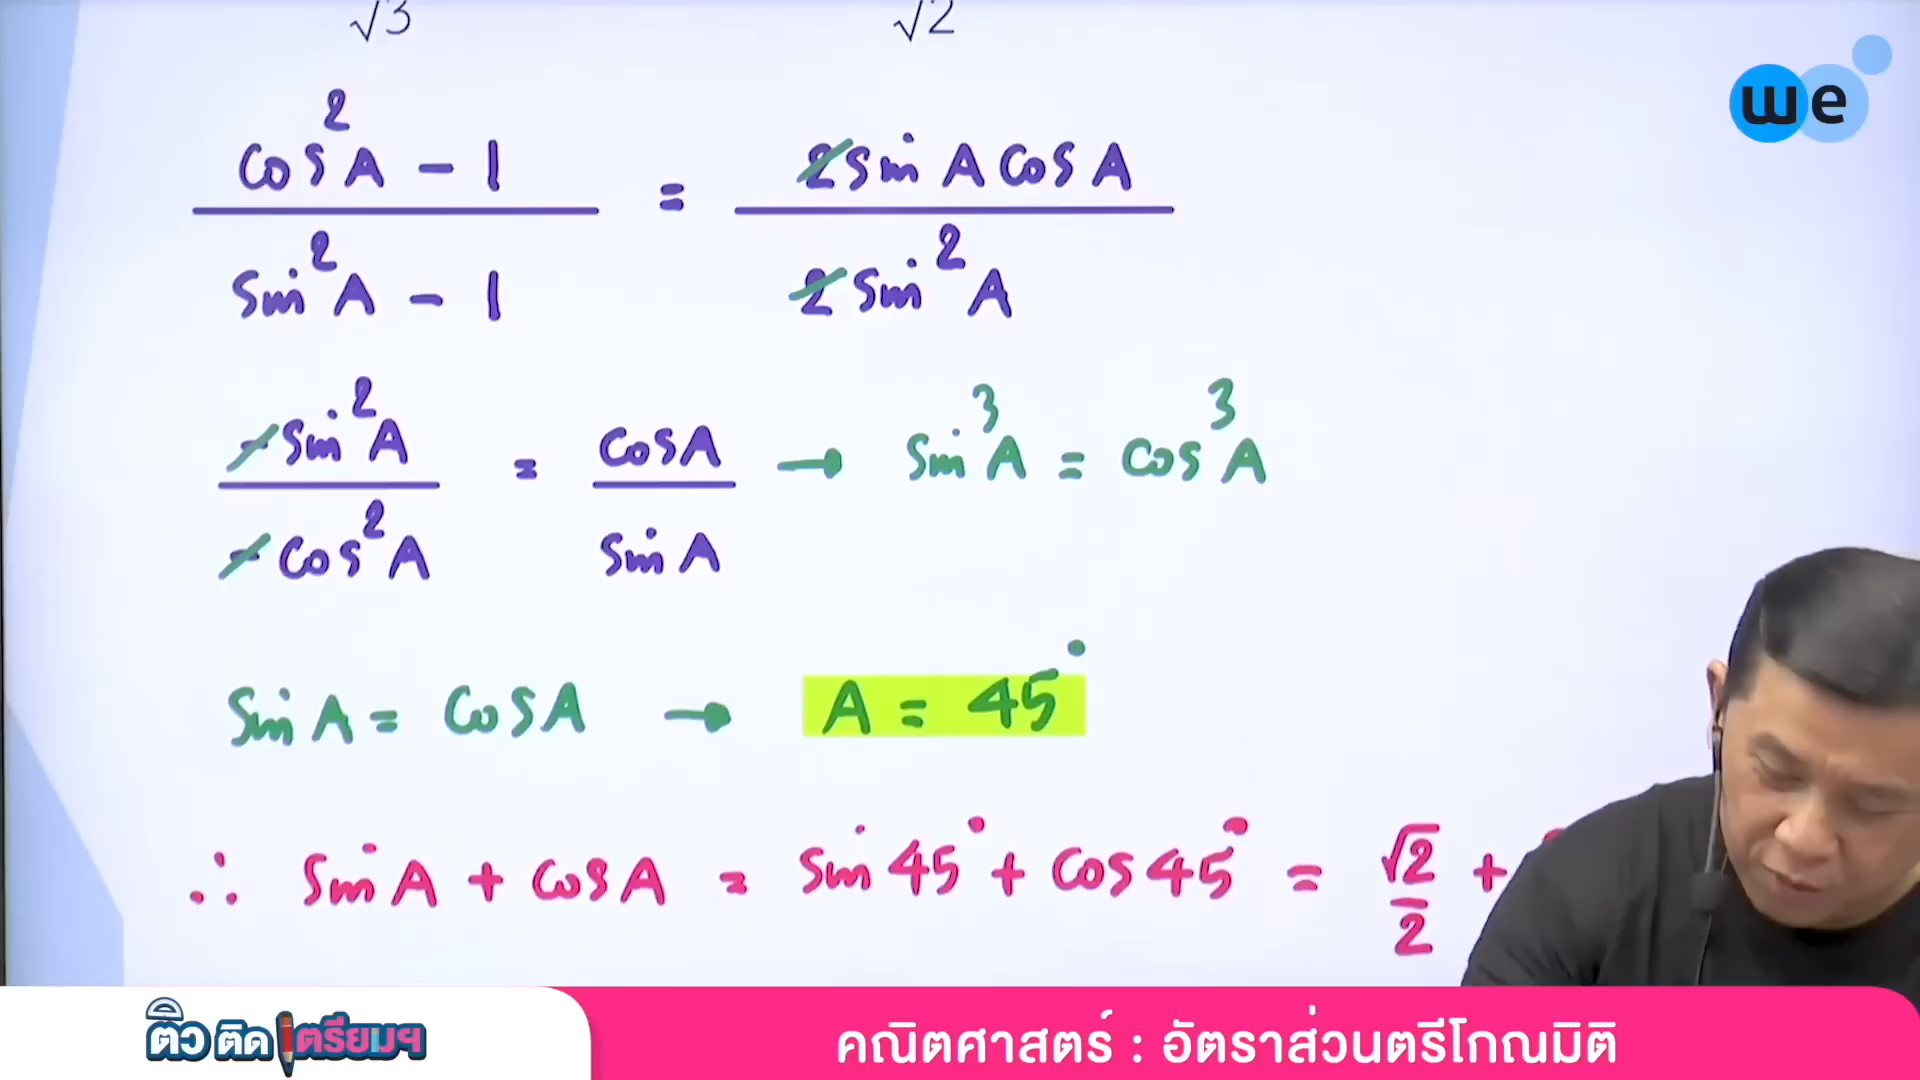 √3 √2
we
cos²A - 1 / sin²A - 1 = 2sinAcosA / 2sin²A
-sin²A / -cos²A = cosA / sinA → sin³A = cos³A
sinA = cosA → A = 45°
∴ sinA + cosA = sin45° + cos45° = √2/2 +
ติว ติด เตรียมฯ
คณิตศาสตร์ : อัตราส่วนตรีโกณมิติ